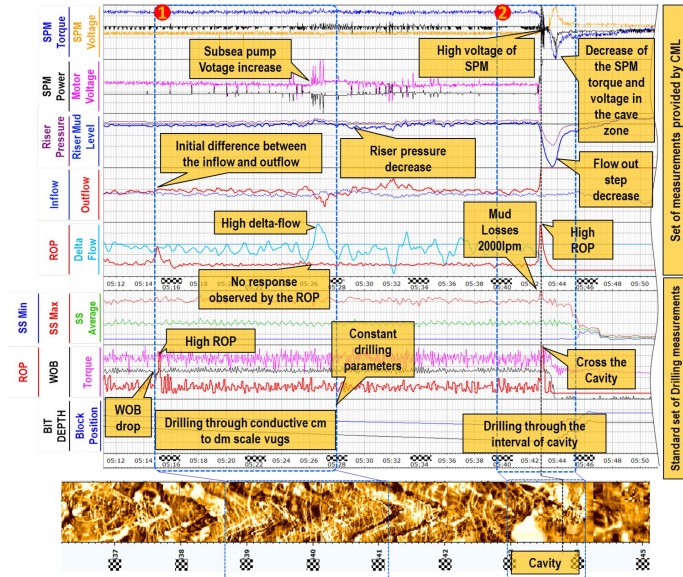 1
2
SPM Torque
SPM Voltage
SPM Power
Motor Voltage
Riser Pressure
Riser Mud Level
Inflow
Outflow
ROP
Delta Flow
SS Min
SS Max
SS Average
ROP
WOB
Torque
BIT DEPTH
Block Position
Set of measurements provided by CML
Standard set of Drilling measurements
Subsea pump
Votage increase
High voltage of
SPM
Decrease of
the SPM
torque and
voltage in
the cave
zone
Initial difference between
the inflow and outflow
Riser pressure
decrease
Flow out
step
decrease
High delta-flow
Mud
Losses
2000lpm
High
ROP
No response
observed by the ROP
05:12 05:14 05:16 05:18 05:20 05:22 05:24 05:26 05:28 05:30 05:32 05:34 05:36 05:38 05:40 05:42 05:44 05:46 05:48 05:50
High ROP
Constant
drilling
parameters
Cross the
Cavity
WOB
drop
Drilling through conductive cm
to dm scale vugs
Drilling through the
interval of cavity
05:12 05:14 05:16 05:18 05:20 05:22 05:24 05:26 05:28 05:30 05:32 05:34 05:36 05:38 05:40 05:42 05:44 05:46 05:48 05:50
37 38 39 40 41 42 45
Cavity